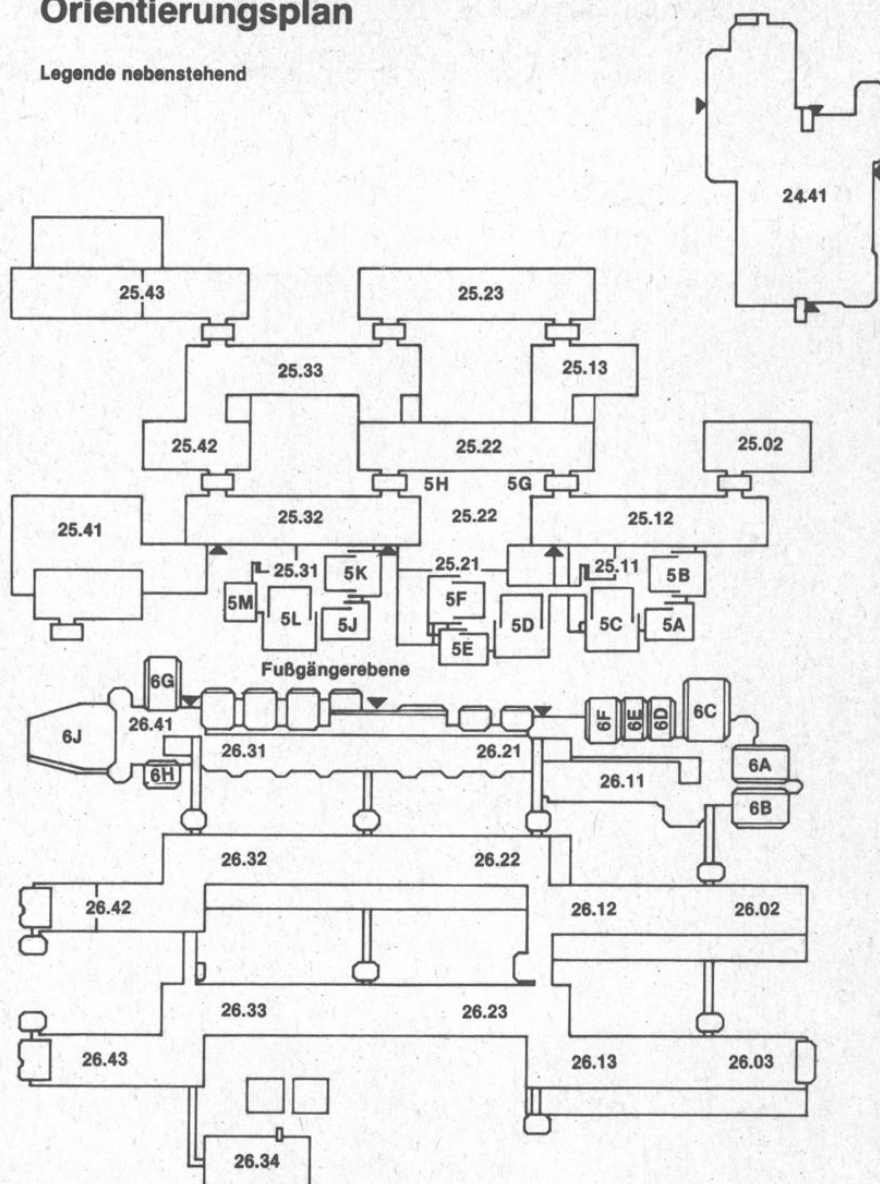 Orientierungsplan
Legende nebenstehend
24.41
25.43
25.23
25.33
25.13
25.42
25.22
25.02
5H
5G
25.41
25.32
25.22
25.12
25.31
5K
25.21
25.11
5B
5M
5L
5J
5F
5E
5D
5C
5A
Fußgängerebene
6G
6J
26.41
6H
26.31
26.21
6F
6E
6D
6C
6A
6B
26.11
26.32
26.22
26.42
26.12
26.02
26.33
26.23
26.43
26.13
26.03
26.34